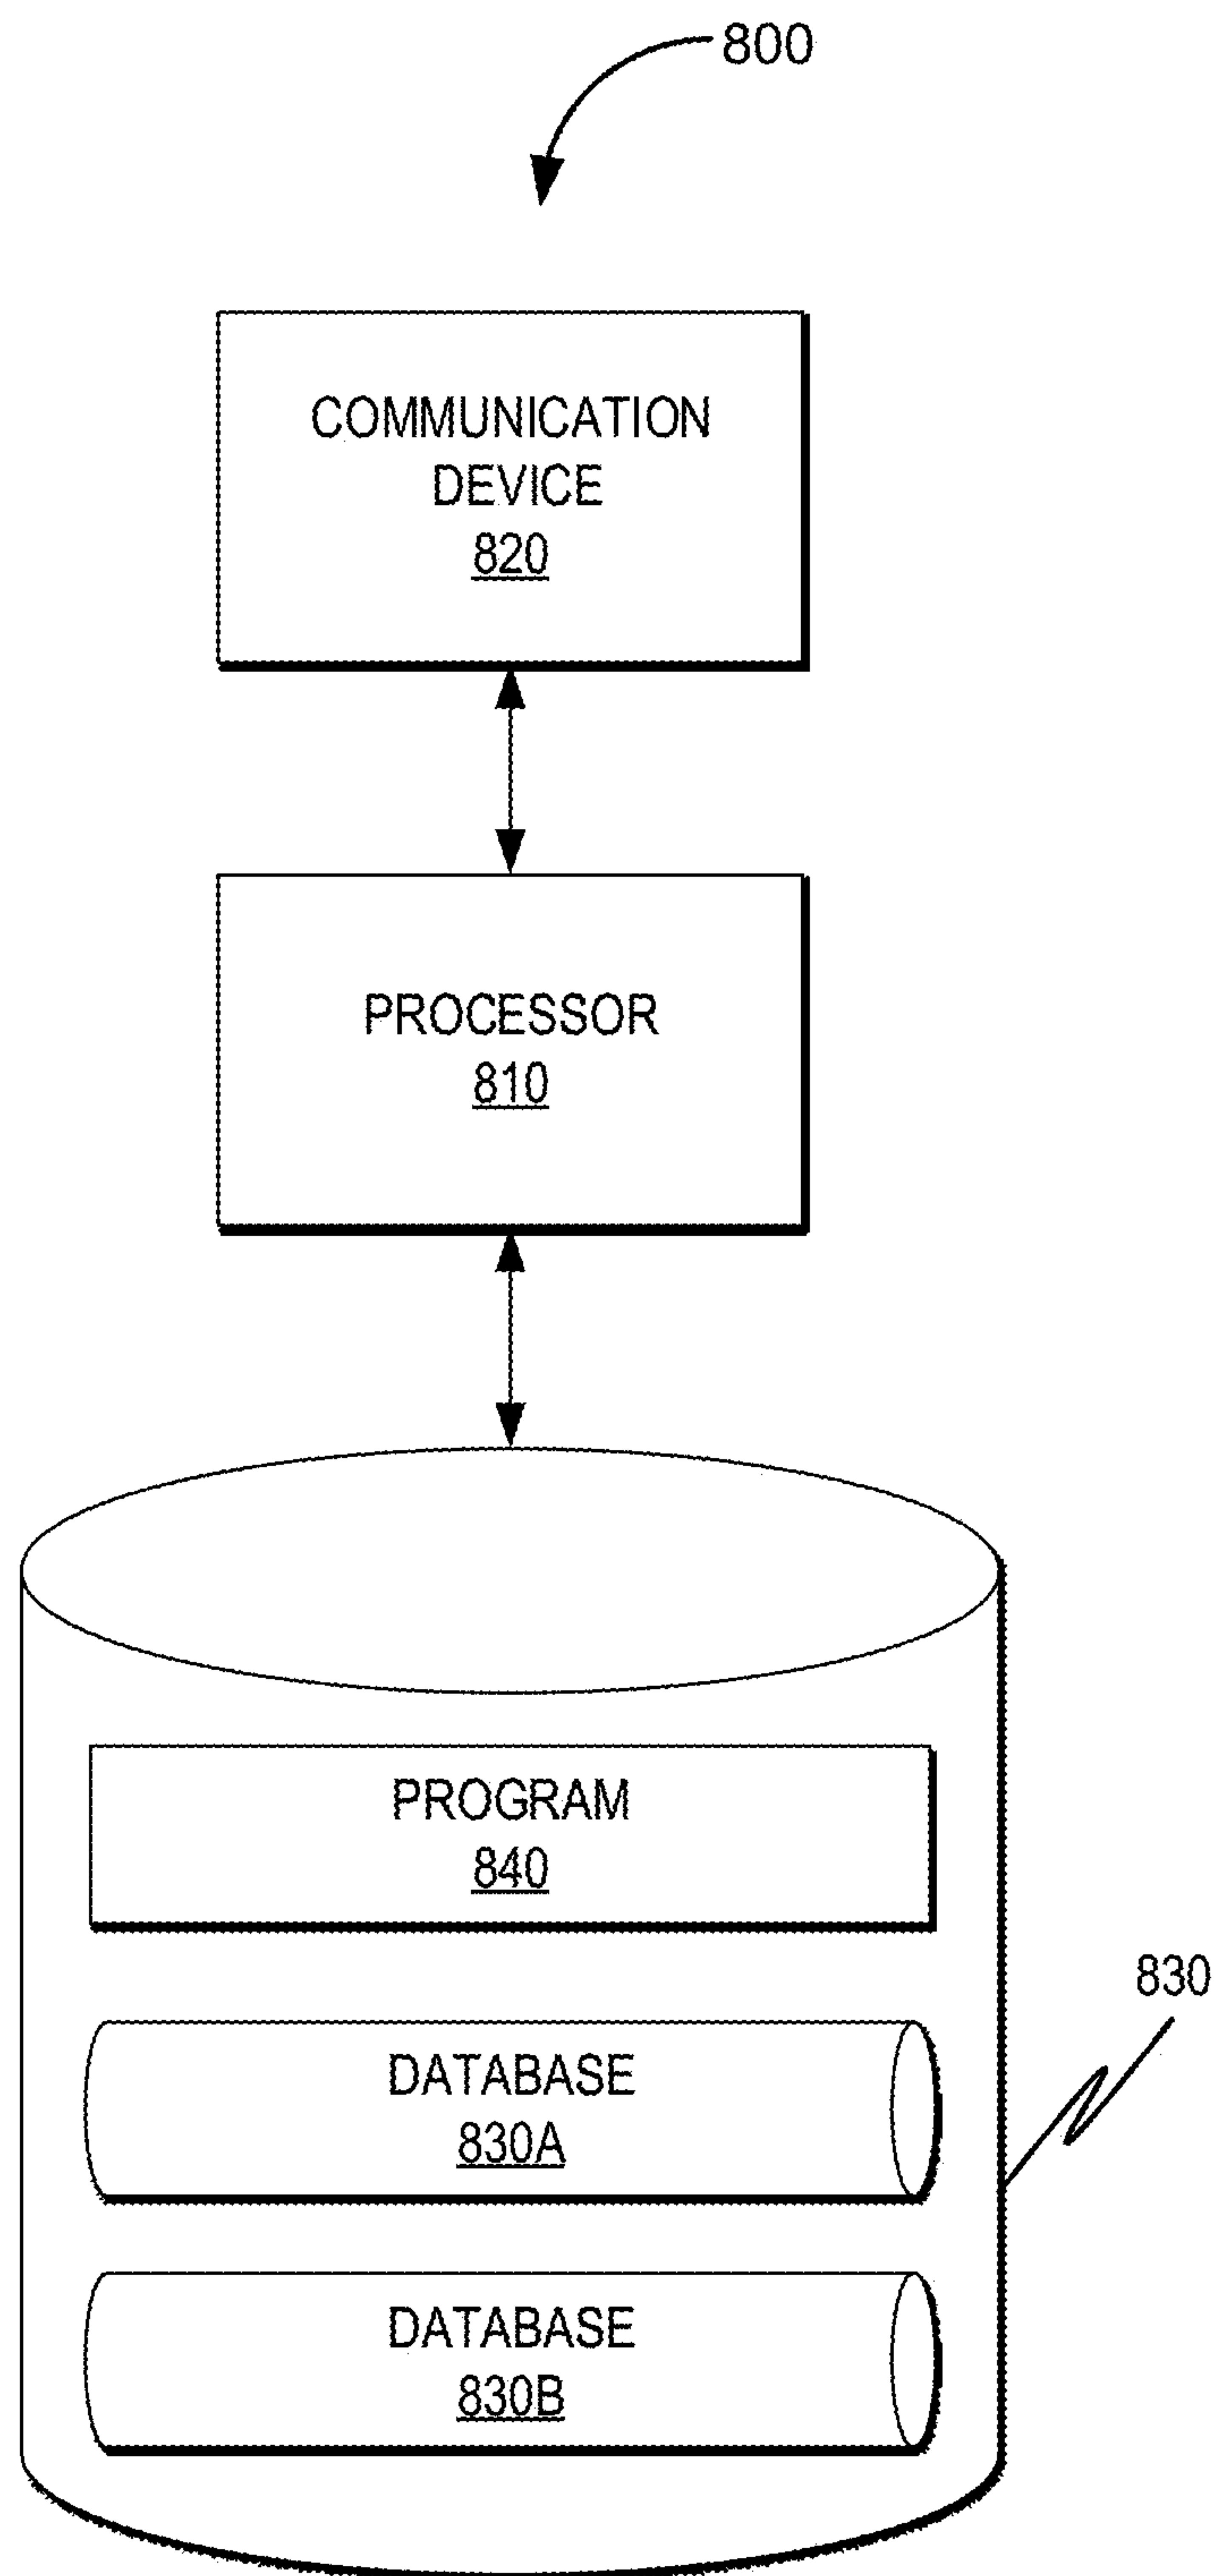 800
COMMUNICATION
DEVICE
820
PROCESSOR
810
PROGRAM
840
830
DATABASE
830A
DATABASE
830B